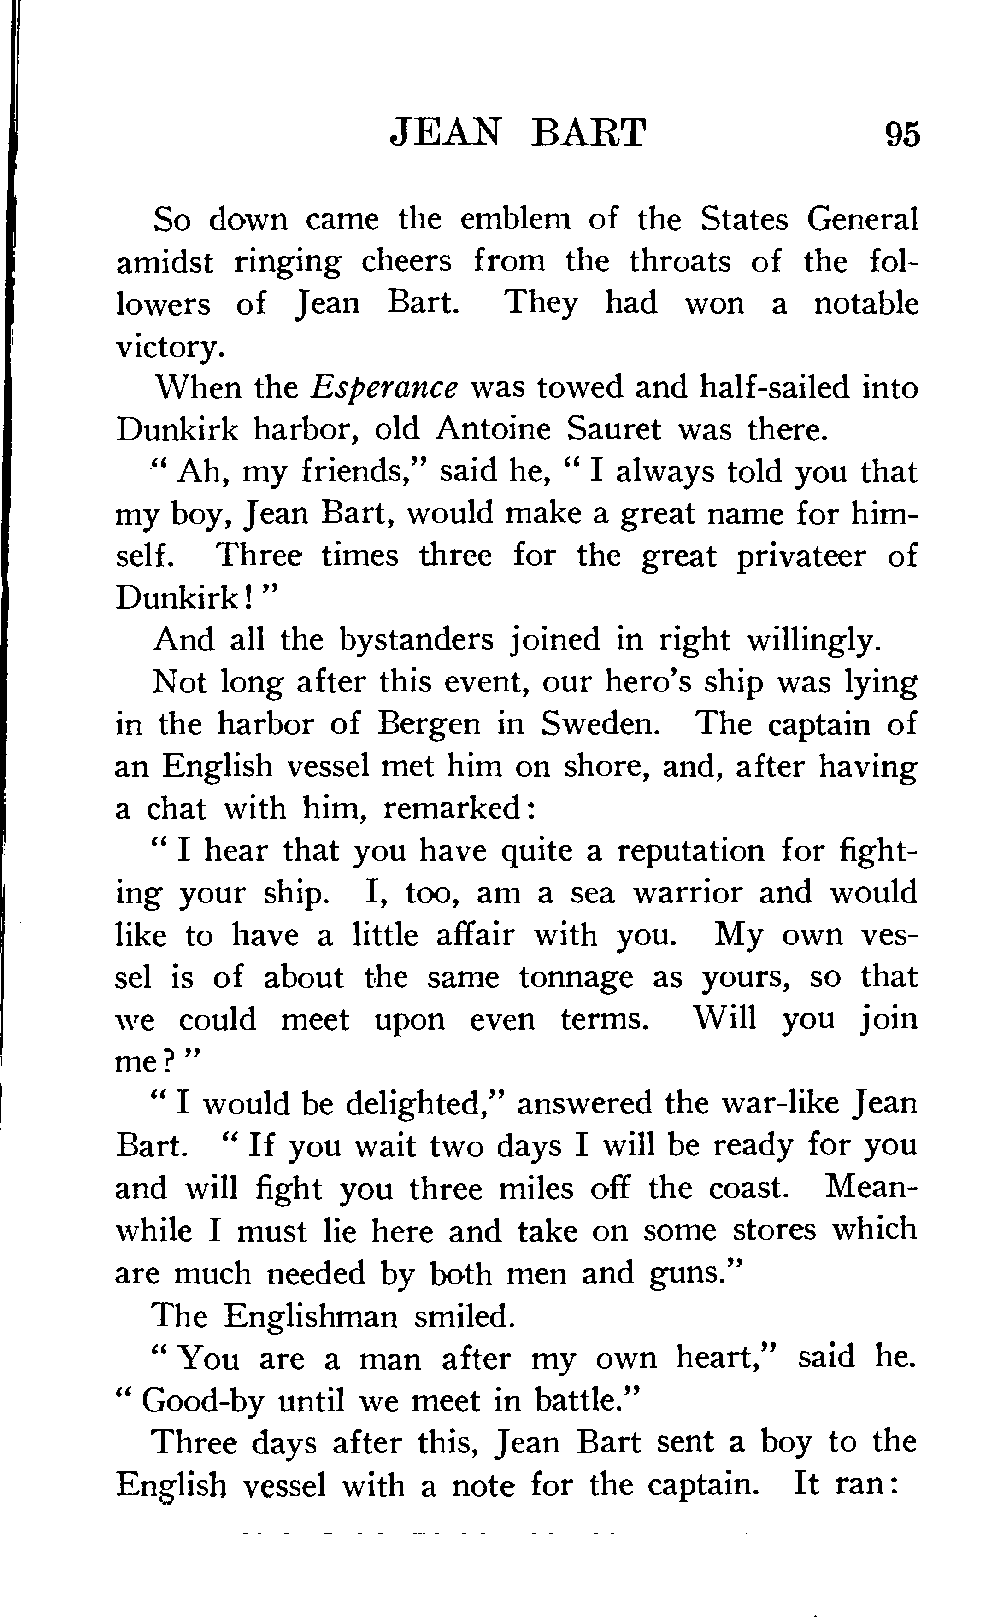 JEAN BART 95
So down came the emblem of the States General
amidst ringing cheers from the throats of the fol-
lowers of Jean Bart. They had won a notable
victory.
When the Esperance was towed and half-sailed into
Dunkirk harbor, old Antoine Sauret was there.
“ Ah, my friends,” said he, “ I always told you that
my boy, Jean Bart, would make a great name for him-
self. Three times three for the great privateer of
Dunkirk! ”
And all the bystanders joined in right willingly.
Not long after this event, our hero’s ship was lying
in the harbor of Bergen in Sweden. The captain of
an English vessel met him on shore, and, after having
a chat with him, remarked:
“ I hear that you have quite a reputation for fight-
ing your ship. I, too, am a sea warrior and would
like to have a little affair with you. My own ves-
sel is of about the same tonnage as yours, so that
we could meet upon even terms. Will you join
me? ”
“ I would be delighted,” answered the war-like Jean
Bart. “ If you wait two days I will be ready for you
and will fight you three miles off the coast. Mean-
while I must lie here and take on some stores which
are much needed by both men and guns.”
The Englishman smiled.
“ You are a man after my own heart,” said he.
“ Good-by until we meet in battle.”
Three days after this, Jean Bart sent a boy to the
English vessel with a note for the captain. It ran: